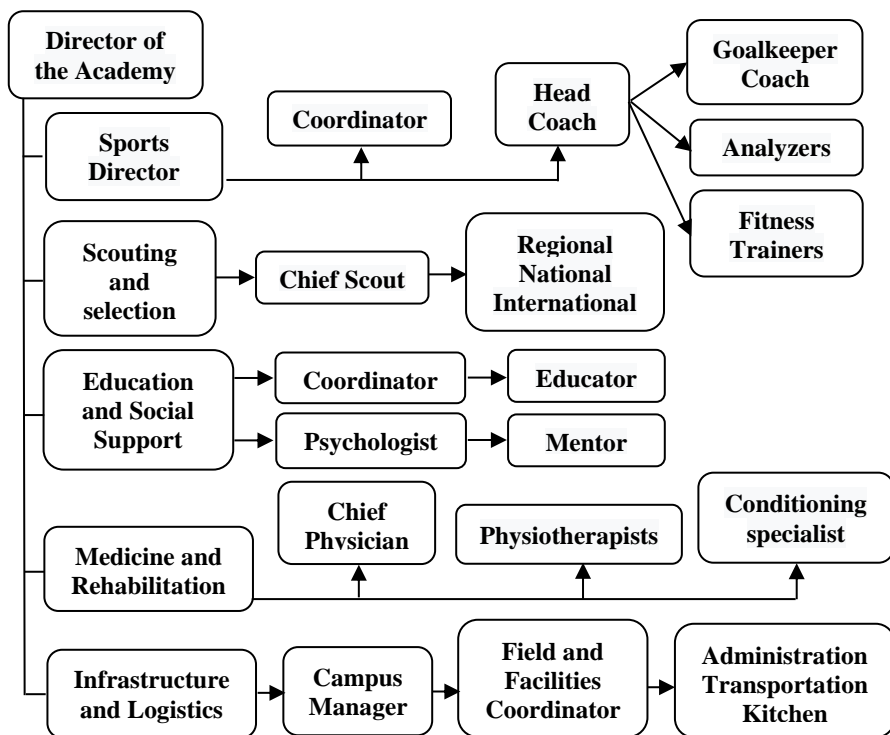 Director of
the Academy
Sports
Director
Coordinator
Head
Coach
Goalkeeper
Coach
Analyzers
Fitness
Trainers
Scouting
and
selection
Chief Scout
Regional
National
International
Education
and Social
Support
Coordinator
Educator
Psychologist
Mentor
Medicine and
Rehabilitation
Chief
Physician
Physiotherapists
Conditioning
specialist
Infrastructure
and Logistics
Campus
Manager
Field and
Facilities
Coordinator
Administration
Transportation
Kitchen